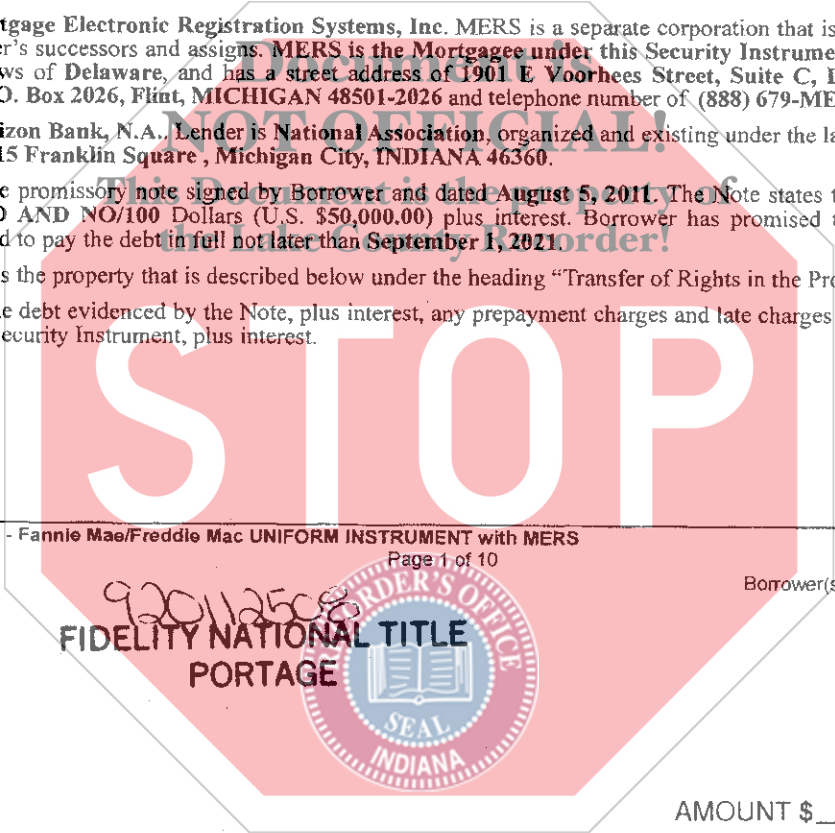 tgage Electronic Registration Systems, Inc. MERS is a separate corporation that is
r's successors and assigns. MERS is the Mortgagee under this Security Instrume
ws of Delaware, and has a street address of 1901 E Voorhees Street, Suite C,
O. Box 2026, Flint, MICHIGAN 48501-2026 and telephone number of (888) 679-ME
Document is
NOT OFFICIAL!
izon Bank, N.A.. Lender is National Association, organized and existing under the la
15 Franklin Square , Michigan City, INDIANA 46360.
This Document is the property of
the Lake County Recorder!
e promissory note signed by Borrower and dated August 5, 2011. The Note states
AND NO/100 Dollars (U.S. $50,000.00) plus interest. Borrower has promised
d to pay the debt in full not later than September 1, 2021.
s the property that is described below under the heading “Transfer of Rights in the Pro
e debt evidenced by the Note, plus interest, any prepayment charges and late charges
ecurity Instrument, plus interest.
STOP
- Fannie Mae/Freddie Mac UNIFORM INSTRUMENT with MERS
Page 1 of 10
Borrower(s
920112508
FIDELITY NATIONAL TITLE
PORTAGE
RECORDER'S OFFICE
SEAL
INDIANA
AMOUNT $